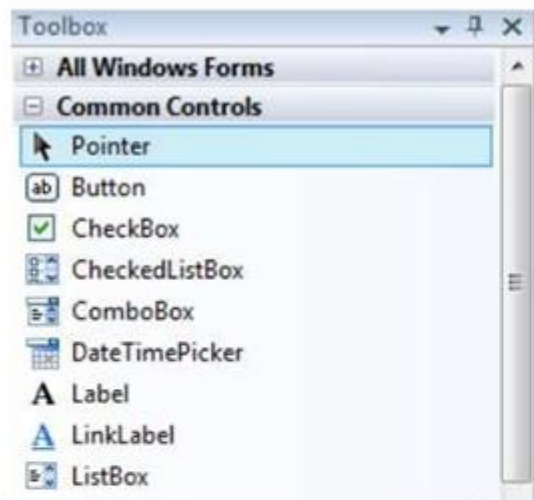 Toolbox
All Windows Forms
Common Controls
Pointer
ab Button
CheckBox
CheckedListBox
ComboBox
DateTimePicker
A Label
A LinkLabel
ListBox